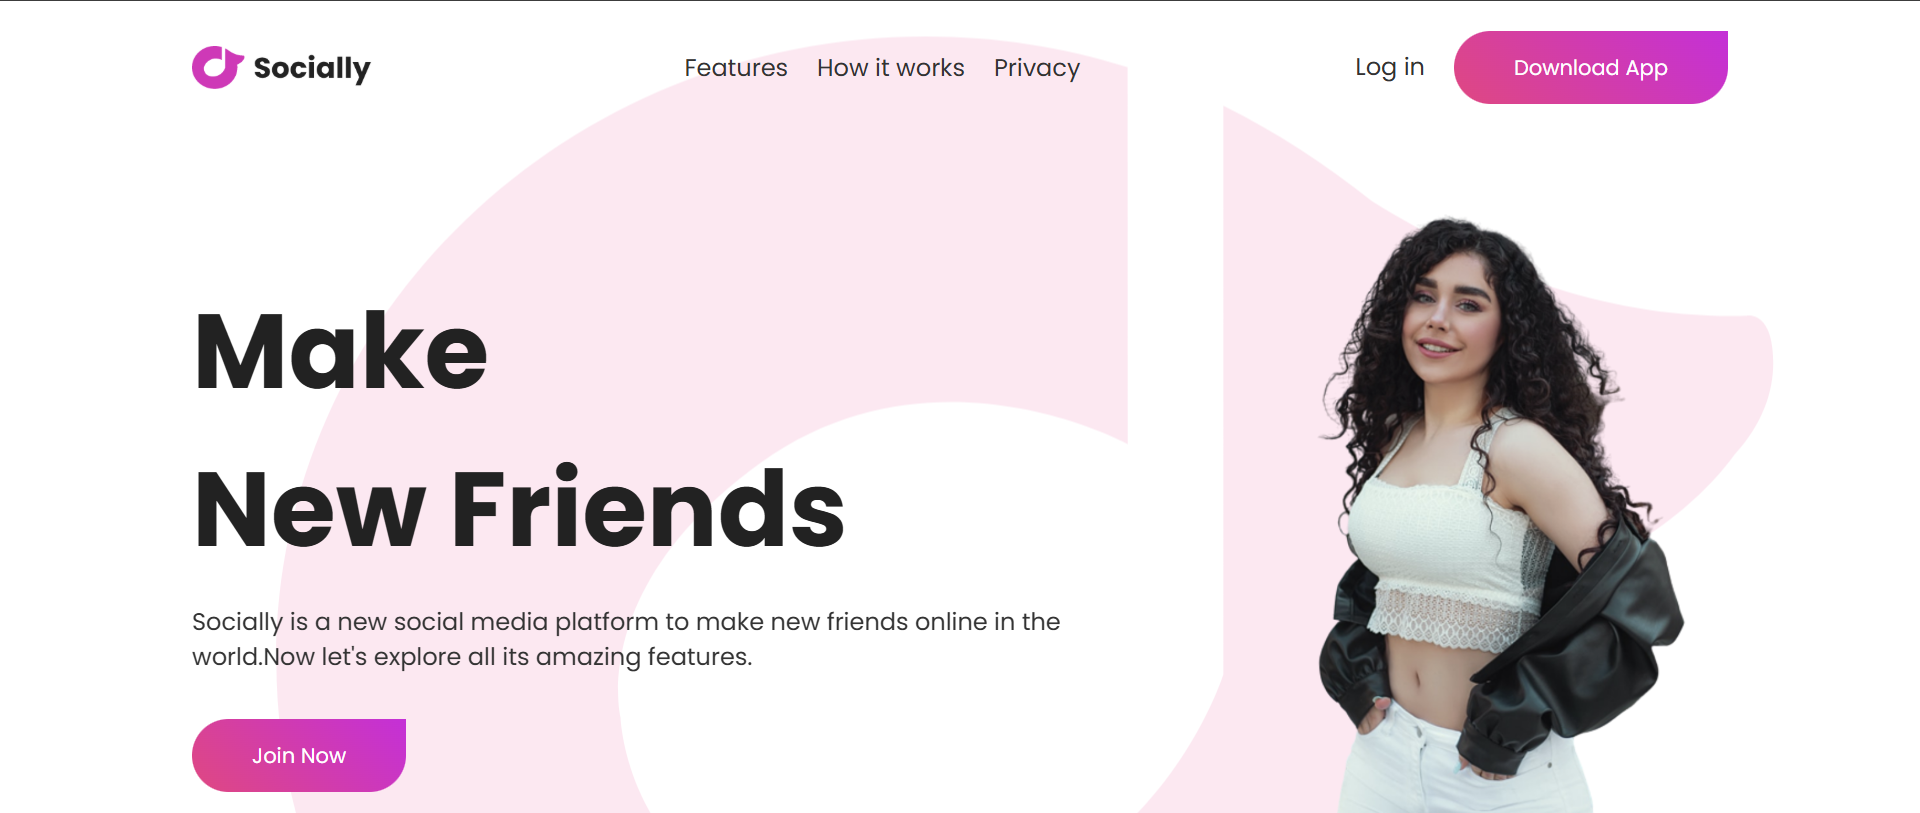 Socially
Features How it works Privacy
Log in
Download App
Make
New Friends
Socially is a new social media platform to make new friends online in the
world.Now let's explore all its amazing features.
Join Now